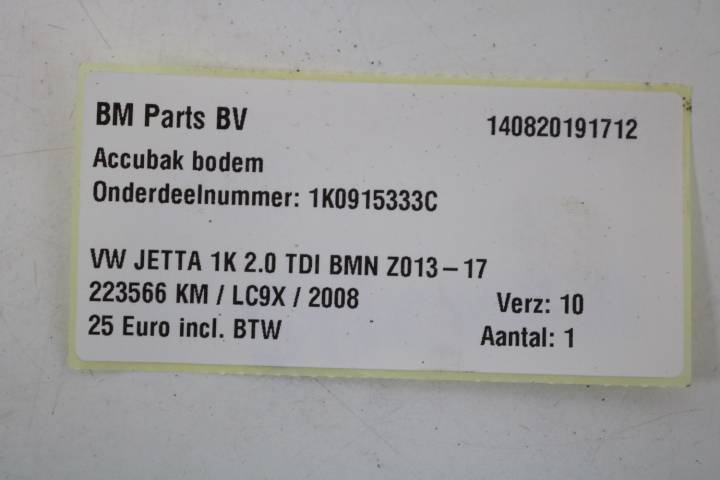 BM Parts BV 140820191712
Accubak bodem
Onderdeelnummer: 1K0915333C
VW JETTA 1K 2.0 TDI BMN Z013-17
223566 KM / LC9X / 2008 Verz: 10
25 Euro incl. BTW Aantal: 1